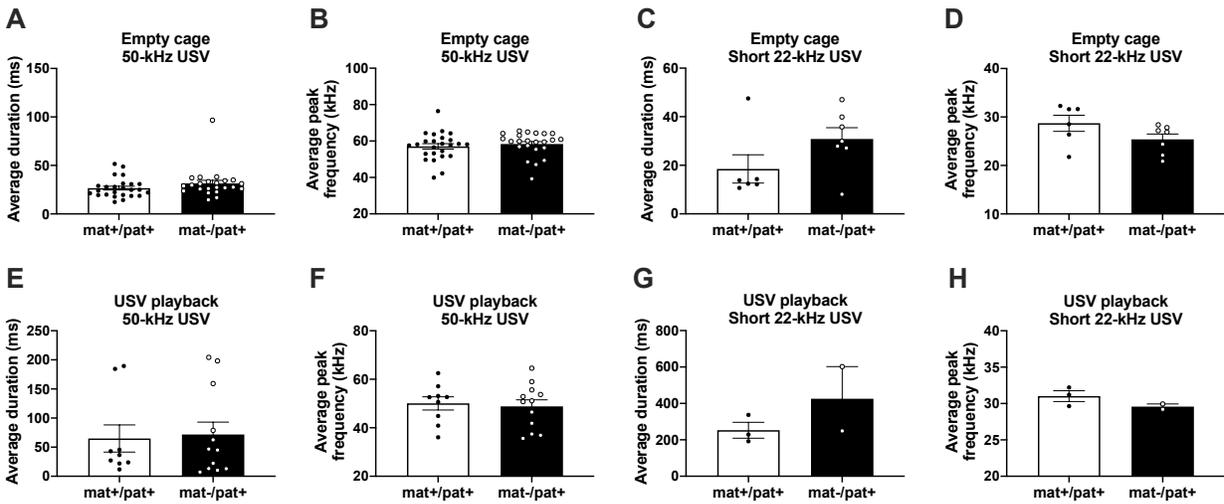 A
Empty cage
50-kHz USV
Average duration (ms)
150
100
50
0
mat+/pat+ mat-/pat+
B
Empty cage
50-kHz USV
Average peak
frequency (kHz)
100
80
60
40
20
mat+/pat+ mat-/pat+
C
Empty cage
Short 22-kHz USV
Average duration (ms)
60
40
20
0
mat+/pat+ mat-/pat+
D
Empty cage
Short 22-kHz USV
Average peak
frequency (kHz)
40
30
20
10
mat+/pat+ mat-/pat+
E
USV playback
50-kHz USV
Average duration (ms)
250
200
150
100
50
0
mat+/pat+ mat-/pat+
F
USV playback
50-kHz USV
Average peak
frequency (kHz)
80
60
40
20
mat+/pat+ mat-/pat+
G
USV playback
Short 22-kHz USV
Average duration (ms)
800
600
400
200
0
mat+/pat+ mat-/pat+
H
USV playback
Short 22-kHz USV
Average peak
frequency (kHz)
40
35
30
25
20
mat+/pat+ mat-/pat+